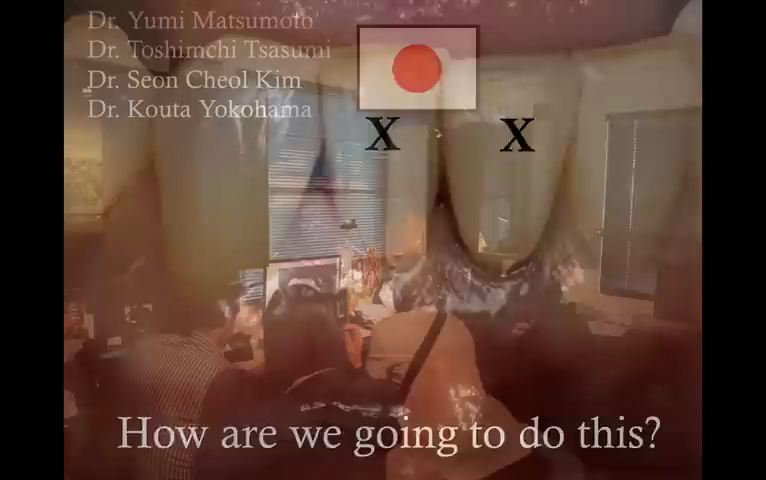 Dr. Yumi Matsumoto
Dr. Toshimchi Tsasumi
Dr. Seon Cheol Kim
Dr. Kouta Yokohama
X X
How are we going to do this?